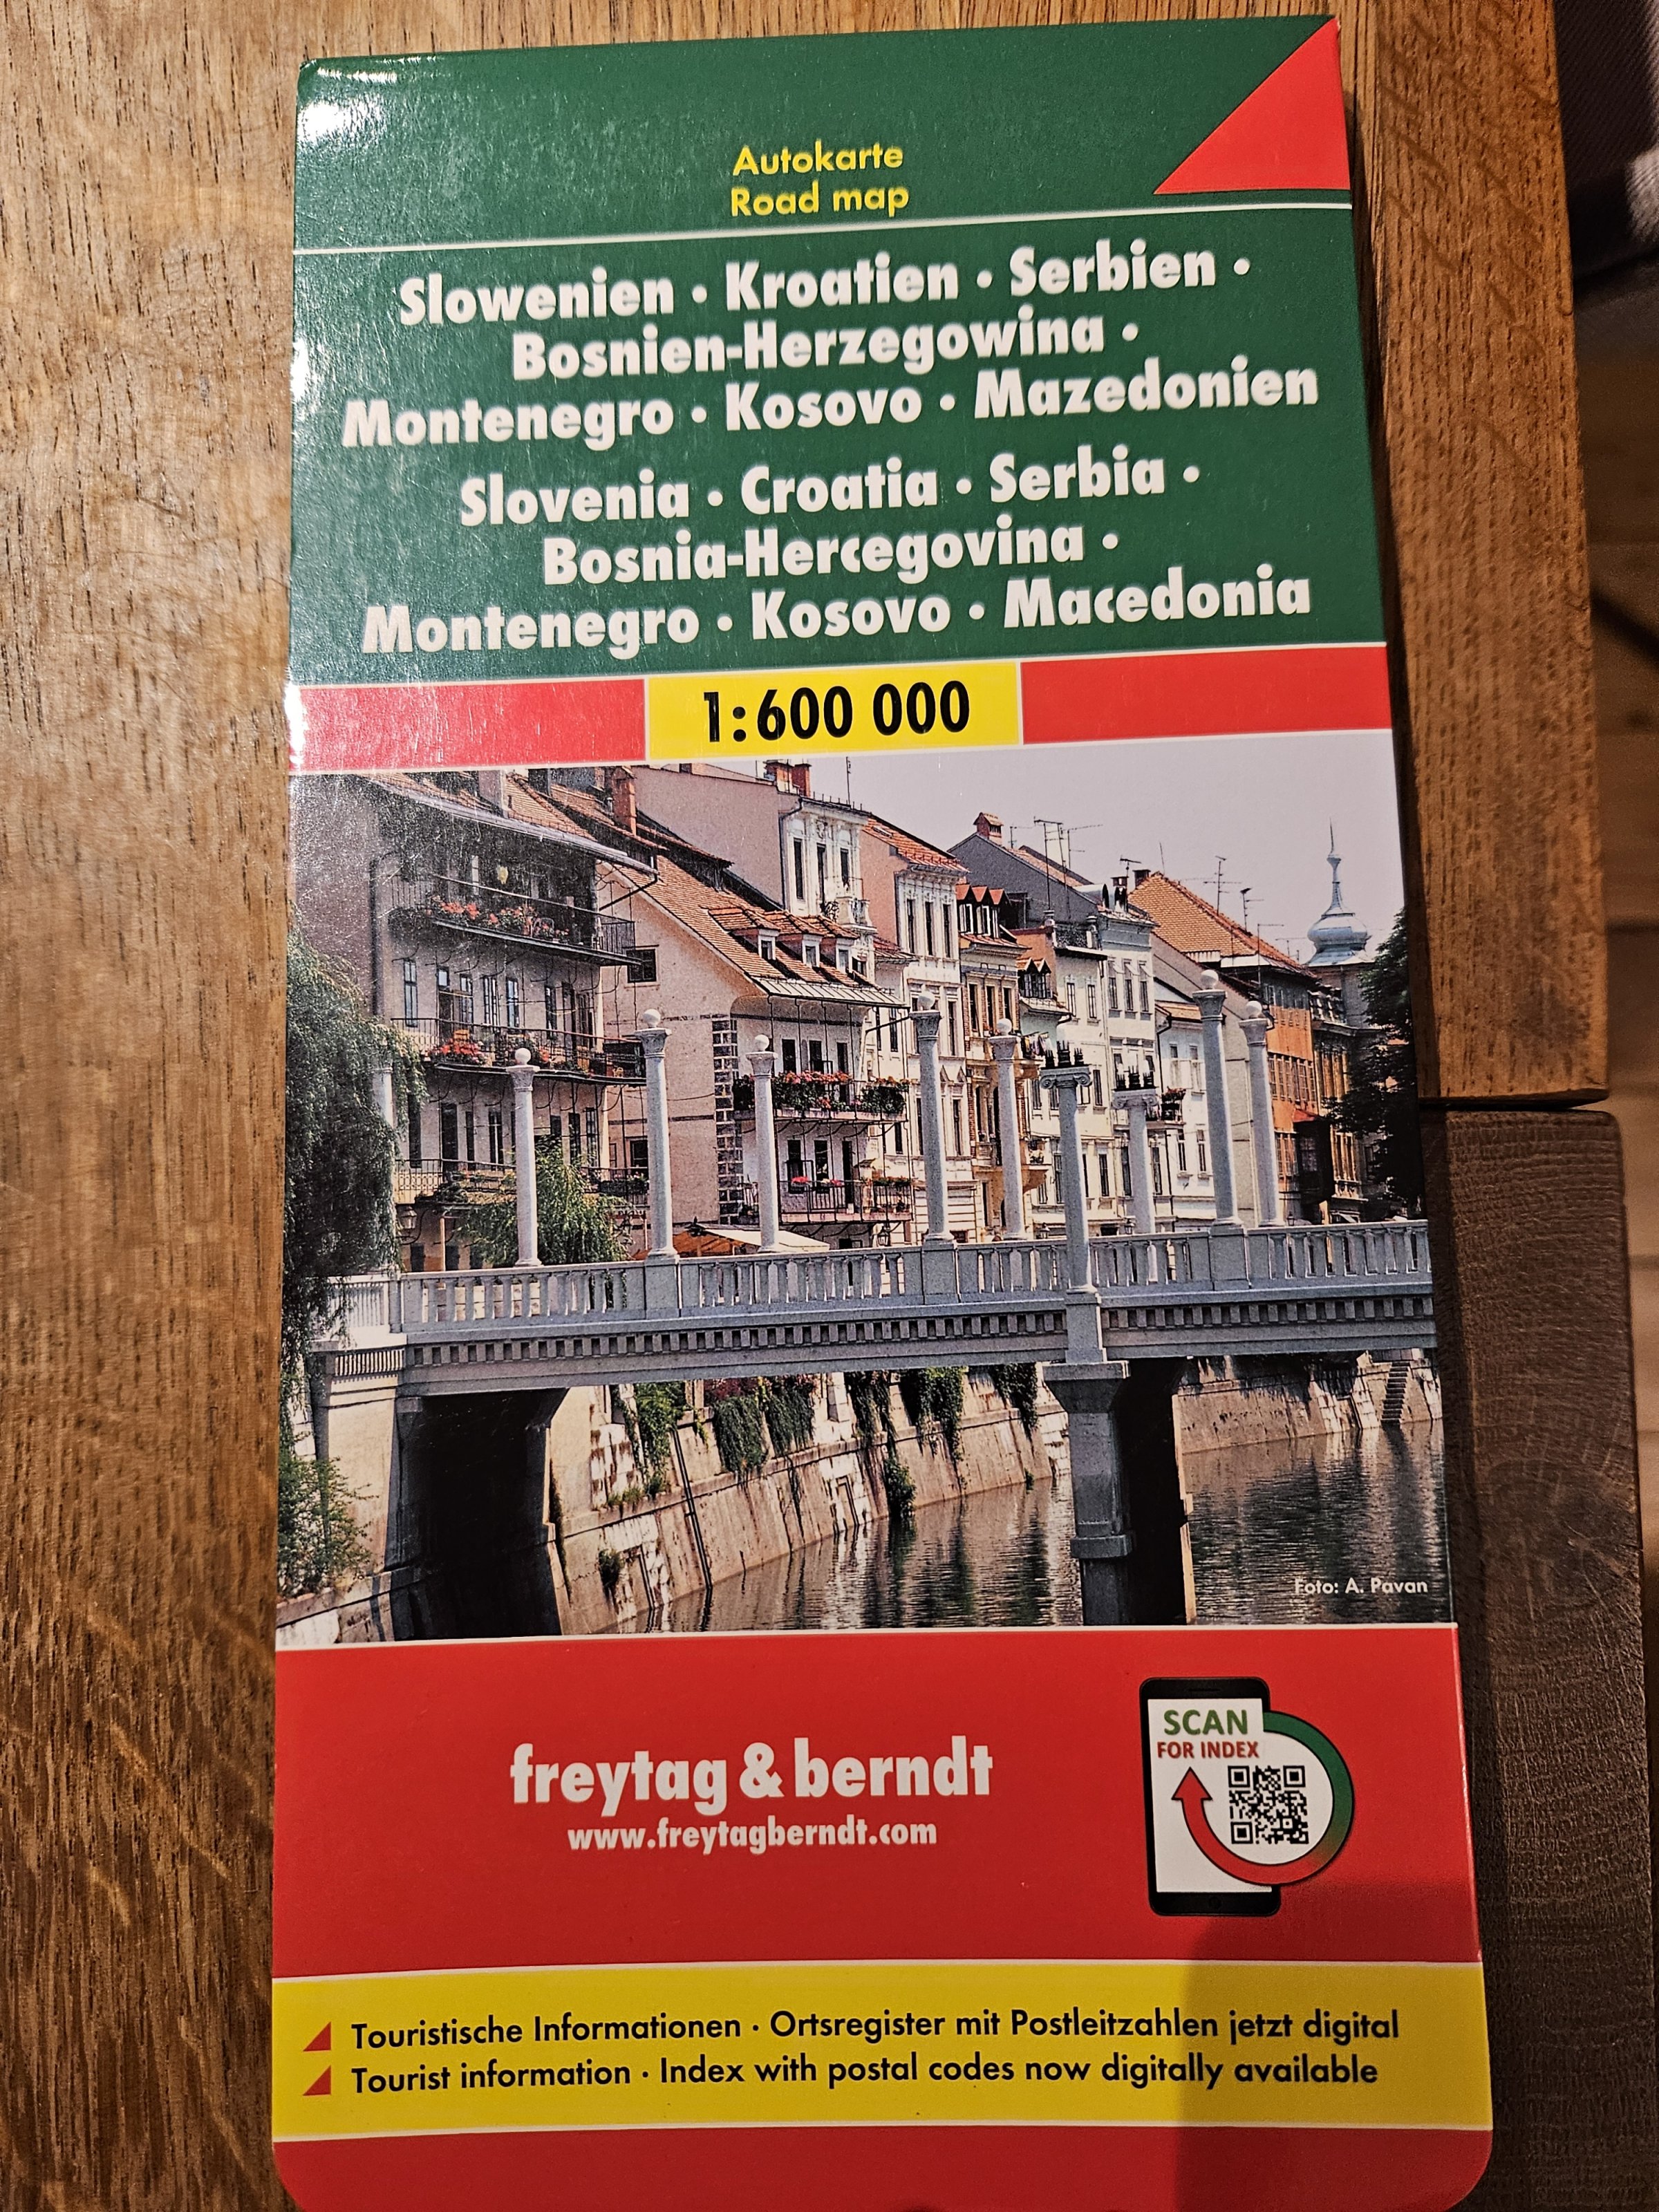 Autokarte
Road map
Slowenien • Kroatien • Serbien •
Bosnien-Herzegowina •
Montenegro • Kosovo • Mazedonien
Slovenia • Croatia • Serbia •
Bosnia-Hercegovina •
Montenegro • Kosovo • Macedonia
1:600 000
Foto: A. Pavan
freytag & berndt
www.freytagberndt.com
SCAN
FOR INDEX
Touristische Informationen · Ortsregister mit Postleitzahlen jetzt digital
Tourist information · Index with postal codes now digitally available